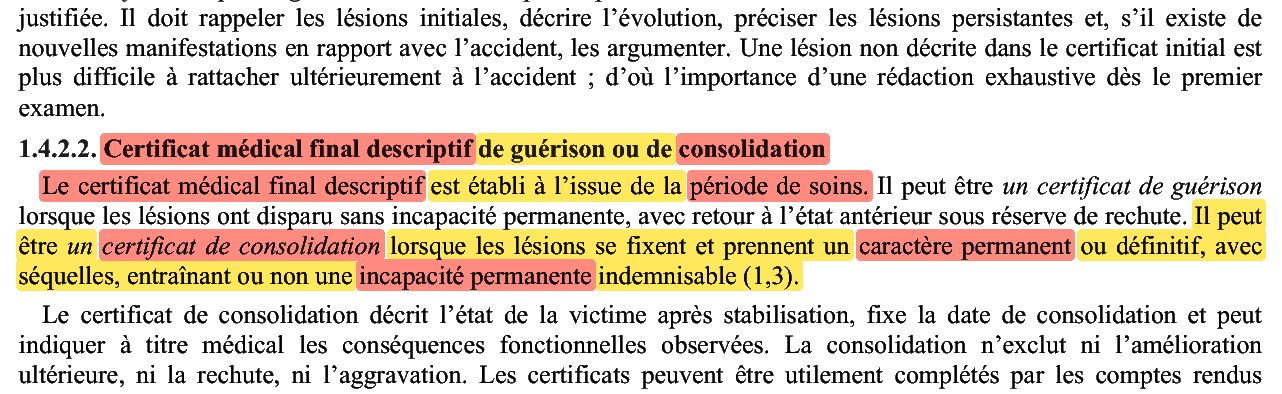 justifiée. Il doit rappeler les lésions initiales, décrire l’évolution, préciser les lésions persistantes et, s’il existe de
nouvelles manifestations en rapport avec l’accident, les argumenter. Une lésion non décrite dans le certificat initial est
plus difficile à rattacher ultérieurement à l’accident ; d’où l’importance d’une rédaction exhaustive dès le premier
examen.
1.4.2.2. Certificat médical final descriptif de guérison ou de consolidation
Le certificat médical final descriptif est établi à l’issue de la période de soins. Il peut être un certificat de guérison
lorsque les lésions ont disparu sans incapacité permanente, avec retour à l’état antérieur sous réserve de rechute. Il peut
être un certificat de consolidation lorsque les lésions se fixent et prennent un caractère permanent ou définitif, avec
séquelles, entraînant ou non une incapacité permanente indemnisable (1,3).
Le certificat de consolidation décrit l’état de la victime après stabilisation, fixe la date de consolidation et peut
indiquer à titre médical les conséquences fonctionnelles observées. La consolidation n’exclut ni l’amélioration
ultérieure, ni la rechute, ni l’aggravation. Les certificats peuvent être utilement complétés par les comptes rendus